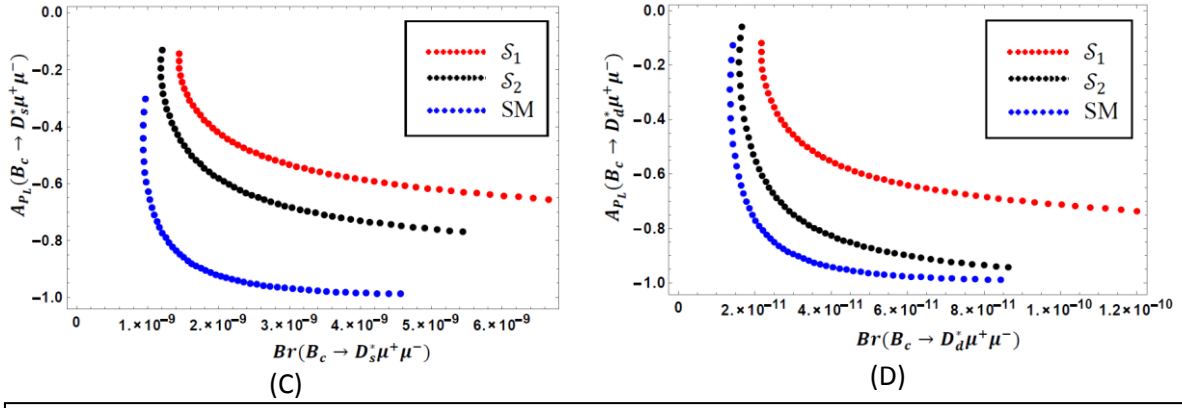 0.0
−0.2
−0.4
−0.6
−0.8
−1.0
A_{P_L}(B_c → D_s^* μ^+ μ^-)
S_1
S_2
SM
0
1.×10^{-9}
2.×10^{-9}
3.×10^{-9}
4.×10^{-9}
5.×10^{-9}
6.×10^{-9}
Br(B_c → D_s^* μ^+ μ^-)
(C)
0.0
−0.2
−0.4
−0.6
−0.8
−1.0
A_{P_L}(B_c → D_d^* μ^+ μ^-)
S_1
S_2
SM
0
2.×10^{-11}
4.×10^{-11}
6.×10^{-11}
8.×10^{-11}
1.×10^{-10}
1.2×10^{-10}
Br(B_c → D_d^* μ^+ μ^-)
(D)